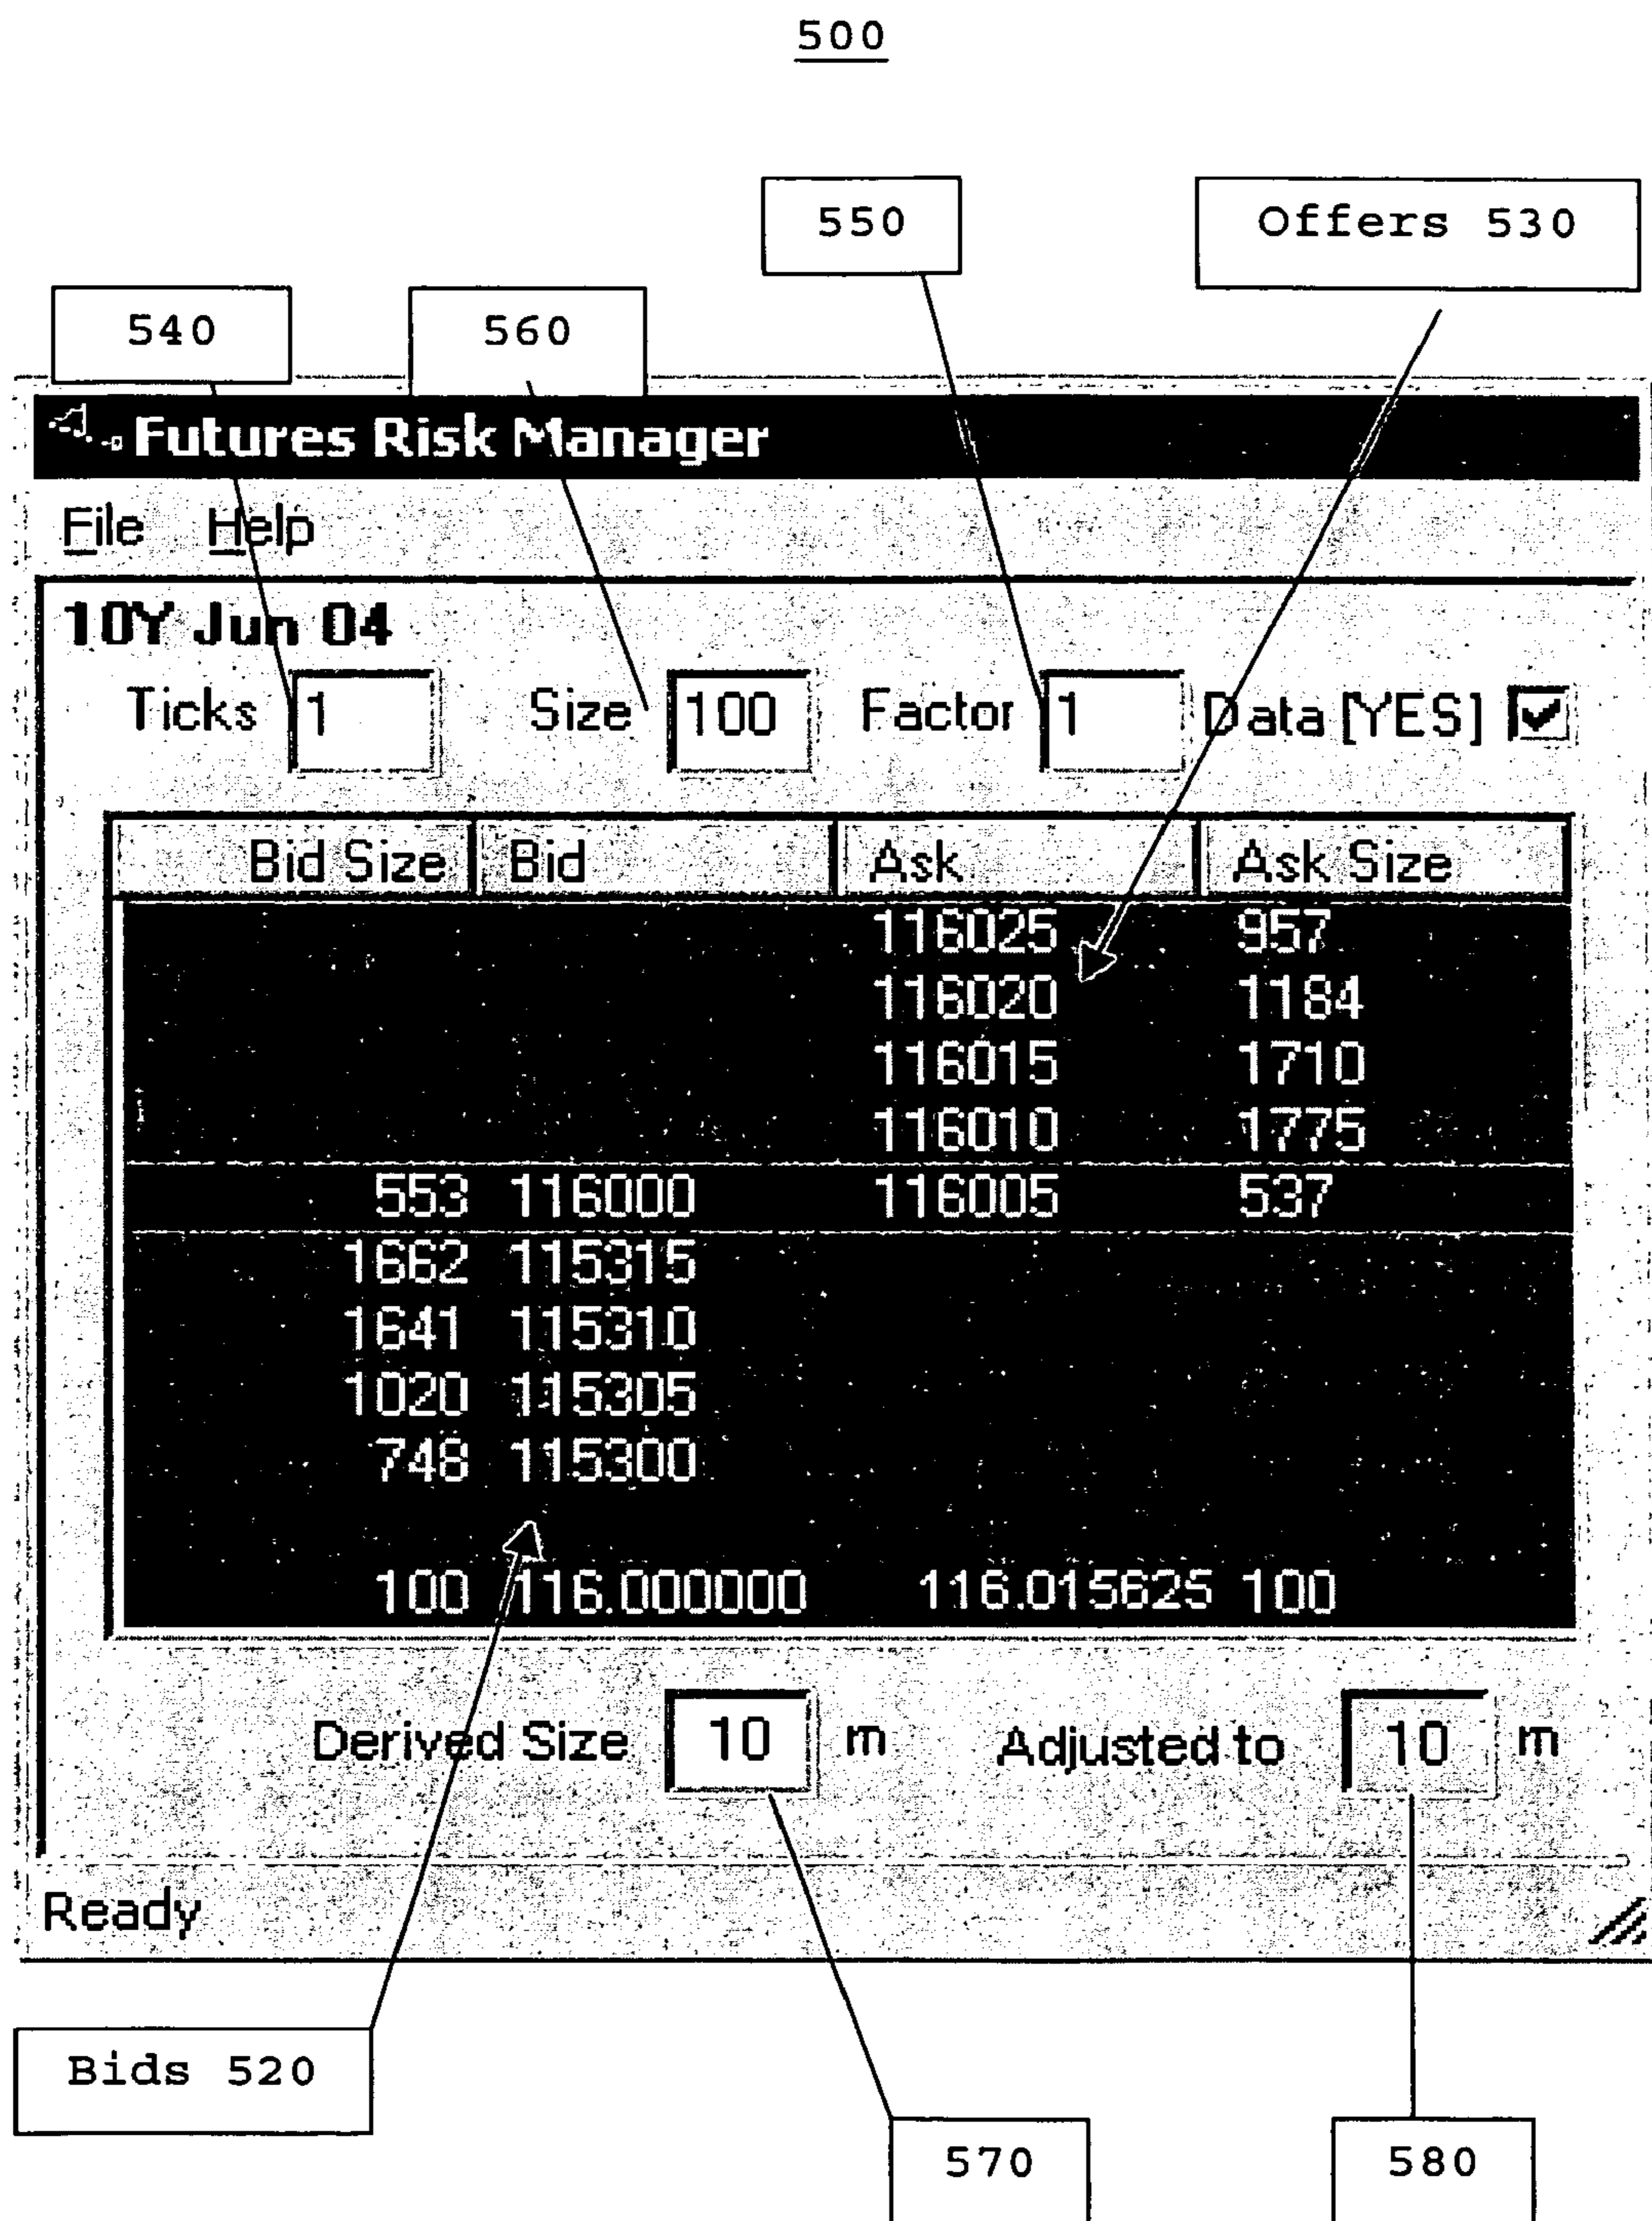 500
550 Offers 530
540 560
Futures Risk Manager
File Help
10Y Jun 04
Ticks 1 Size 100 Factor 1 Data [YES]
Bid Size Bid Ask Ask Size
116025 957
116020 1184
116015 1710
116010 1775
553 116000 116005 537
1662 115315
1641 115310
1020 115305
748 115300
100 116.000000 116.015625 100
Derived Size 10 m Adjusted to 10 m
Ready
Bids 520
570 580